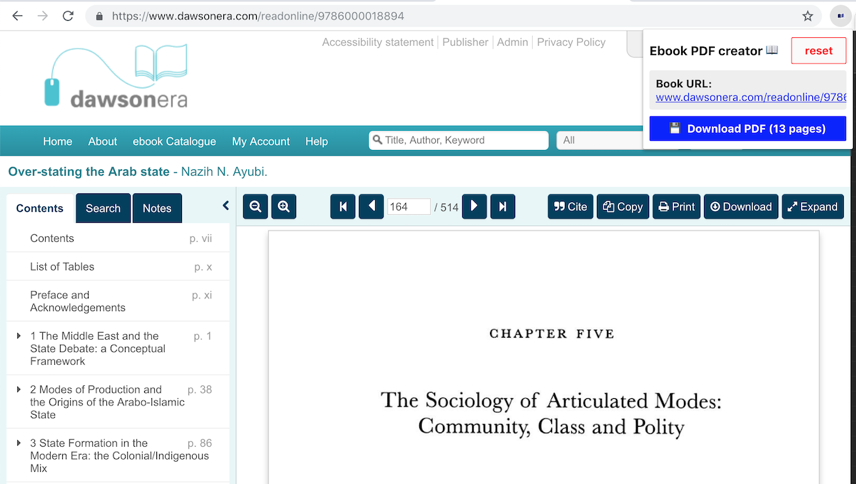 https://www.dawsonera.com/readonline/9786000018894
Accessibility statement Publisher Admin Privacy Policy
dawsonera
Ebook PDF creator 📖 reset
Book URL:
www.dawsonera.com/readonline/9786
💾 Download PDF (13 pages)
Home About ebook Catalogue My Account Help Title, Author, Keyword All
Over-stating the Arab state - Nazih N. Ayubi.
Contents Search Notes
164 / 514 Cite Copy Print Download Expand
Contents p. vii
List of Tables p. x
Preface and p. xi
Acknowledgements
1 The Middle East and the p. 1
State Debate: a Conceptual
Framework
2 Modes of Production and p. 38
the Origins of the Arabo-Islamic
State
3 State Formation in the p. 86
Modern Era: the Colonial/Indigenous
Mix
CHAPTER FIVE
The Sociology of Articulated Modes:
Community, Class and Polity